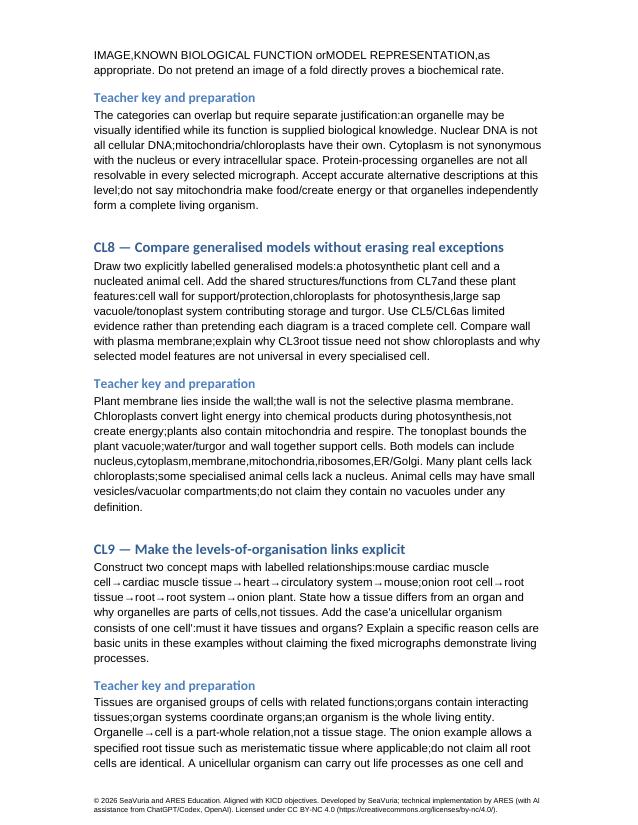 IMAGE,KNOWN BIOLOGICAL FUNCTION orMODEL REPRESENTATION,as
appropriate. Do not pretend an image of a fold directly proves a biochemical rate.
Teacher key and preparation
The categories can overlap but require separate justification:an organelle may be
visually identified while its function is supplied biological knowledge. Nuclear DNA is not
all cellular DNA;mitochondria/chloroplasts have their own. Cytoplasm is not synonymous
with the nucleus or every intracellular space. Protein-processing organelles are not all
resolvable in every selected micrograph. Accept accurate alternative descriptions at this
level;do not say mitochondria make food/create energy or that organelles independently
form a complete living organism.
CL8 — Compare generalised models without erasing real exceptions
Draw two explicitly labelled generalised models:a photosynthetic plant cell and a
nucleated animal cell. Add the shared structures/functions from CL7and these plant
features:cell wall for support/protection,chloroplasts for photosynthesis,large sap
vacuole/tonoplast system contributing storage and turgor. Use CL5/CL6as limited
evidence rather than pretending each diagram is a traced complete cell. Compare wall
with plasma membrane;explain why CL3root tissue need not show chloroplasts and why
selected model features are not universal in every specialised cell.
Teacher key and preparation
Plant membrane lies inside the wall;the wall is not the selective plasma membrane.
Chloroplasts convert light energy into chemical products during photosynthesis,not
create energy;plants also contain mitochondria and respire. The tonoplast bounds the
plant vacuole;water/turgor and wall together support cells. Both models can include
nucleus,cytoplasm,membrane,mitochondria,ribosomes,ER/Golgi. Many plant cells lack
chloroplasts;some specialised animal cells lack a nucleus. Animal cells may have small
vesicles/vacuolar compartments;do not claim they contain no vacuoles under any
definition.
CL9 — Make the levels-of-organisation links explicit
Construct two concept maps with labelled relationships:mouse cardiac muscle
cell→cardiac muscle tissue→heart→circulatory system→mouse;onion root cell→root
tissue→root→root system→onion plant. State how a tissue differs from an organ and
why organelles are parts of cells,not tissues. Add the case'a unicellular organism
consists of one cell':must it have tissues and organs? Explain a specific reason cells are
basic units in these examples without claiming the fixed micrographs demonstrate living
processes.
Teacher key and preparation
Tissues are organised groups of cells with related functions;organs contain interacting
tissues;organ systems coordinate organs;an organism is the whole living entity.
Organelle→cell is a part-whole relation,not a tissue stage. The onion example allows a
specified root tissue such as meristematic tissue where applicable;do not claim all root
cells are identical. A unicellular organism can carry out life processes as one cell and
© 2026 SeaVuria and ARES Education. Aligned with KICD objectives. Developed by SeaVuria; technical implementation by ARES (with AI
assistance from ChatGPT/Codex, OpenAI). Licensed under CC BY-NC 4.0 (https://creativecommons.org/licenses/by-nc/4.0/).